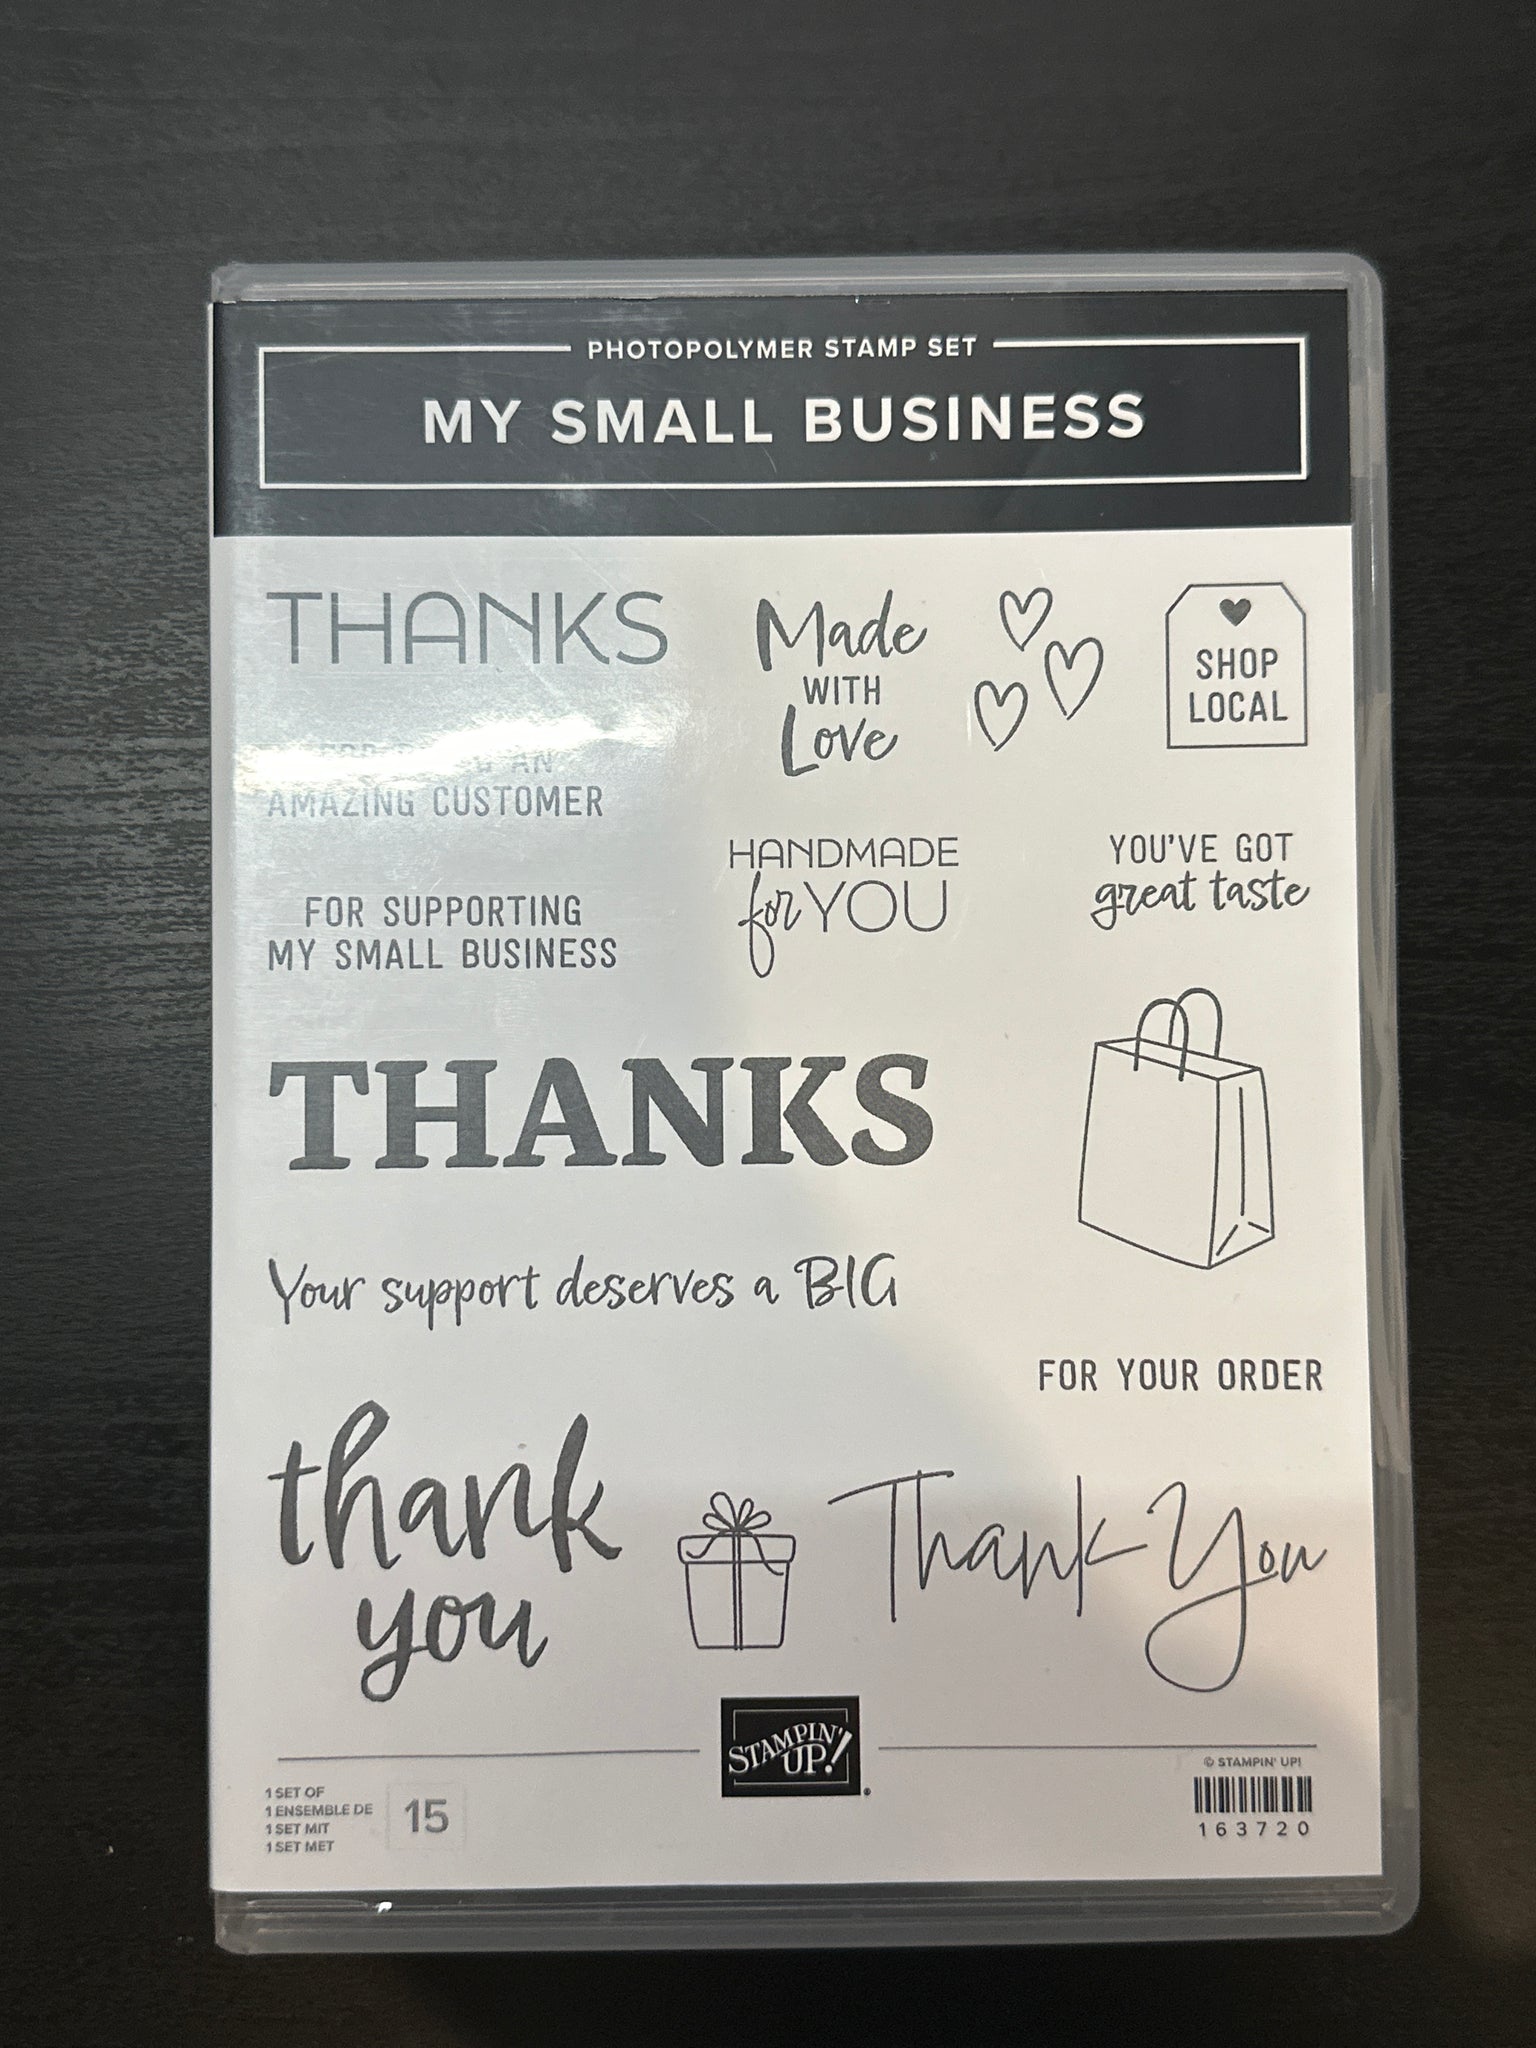 PHOTOPOLYMER STAMP SET
MY SMALL BUSINESS
THANKS
Made
WITH
Love
SHOP
LOCAL
AN
AMAZING CUSTOMER
HANDMADE
for YOU
YOU'VE GOT
great taste
FOR SUPPORTING
MY SMALL BUSINESS
THANKS
Your support deserves a BIG
FOR YOUR ORDER
thank
you
Thank You
STAMPIN'
UP!
®
1 SET OF
1 ENSEMBLE DE
1 SET MIT
1 SET MET
15
© STAMPIN' UP!
163720